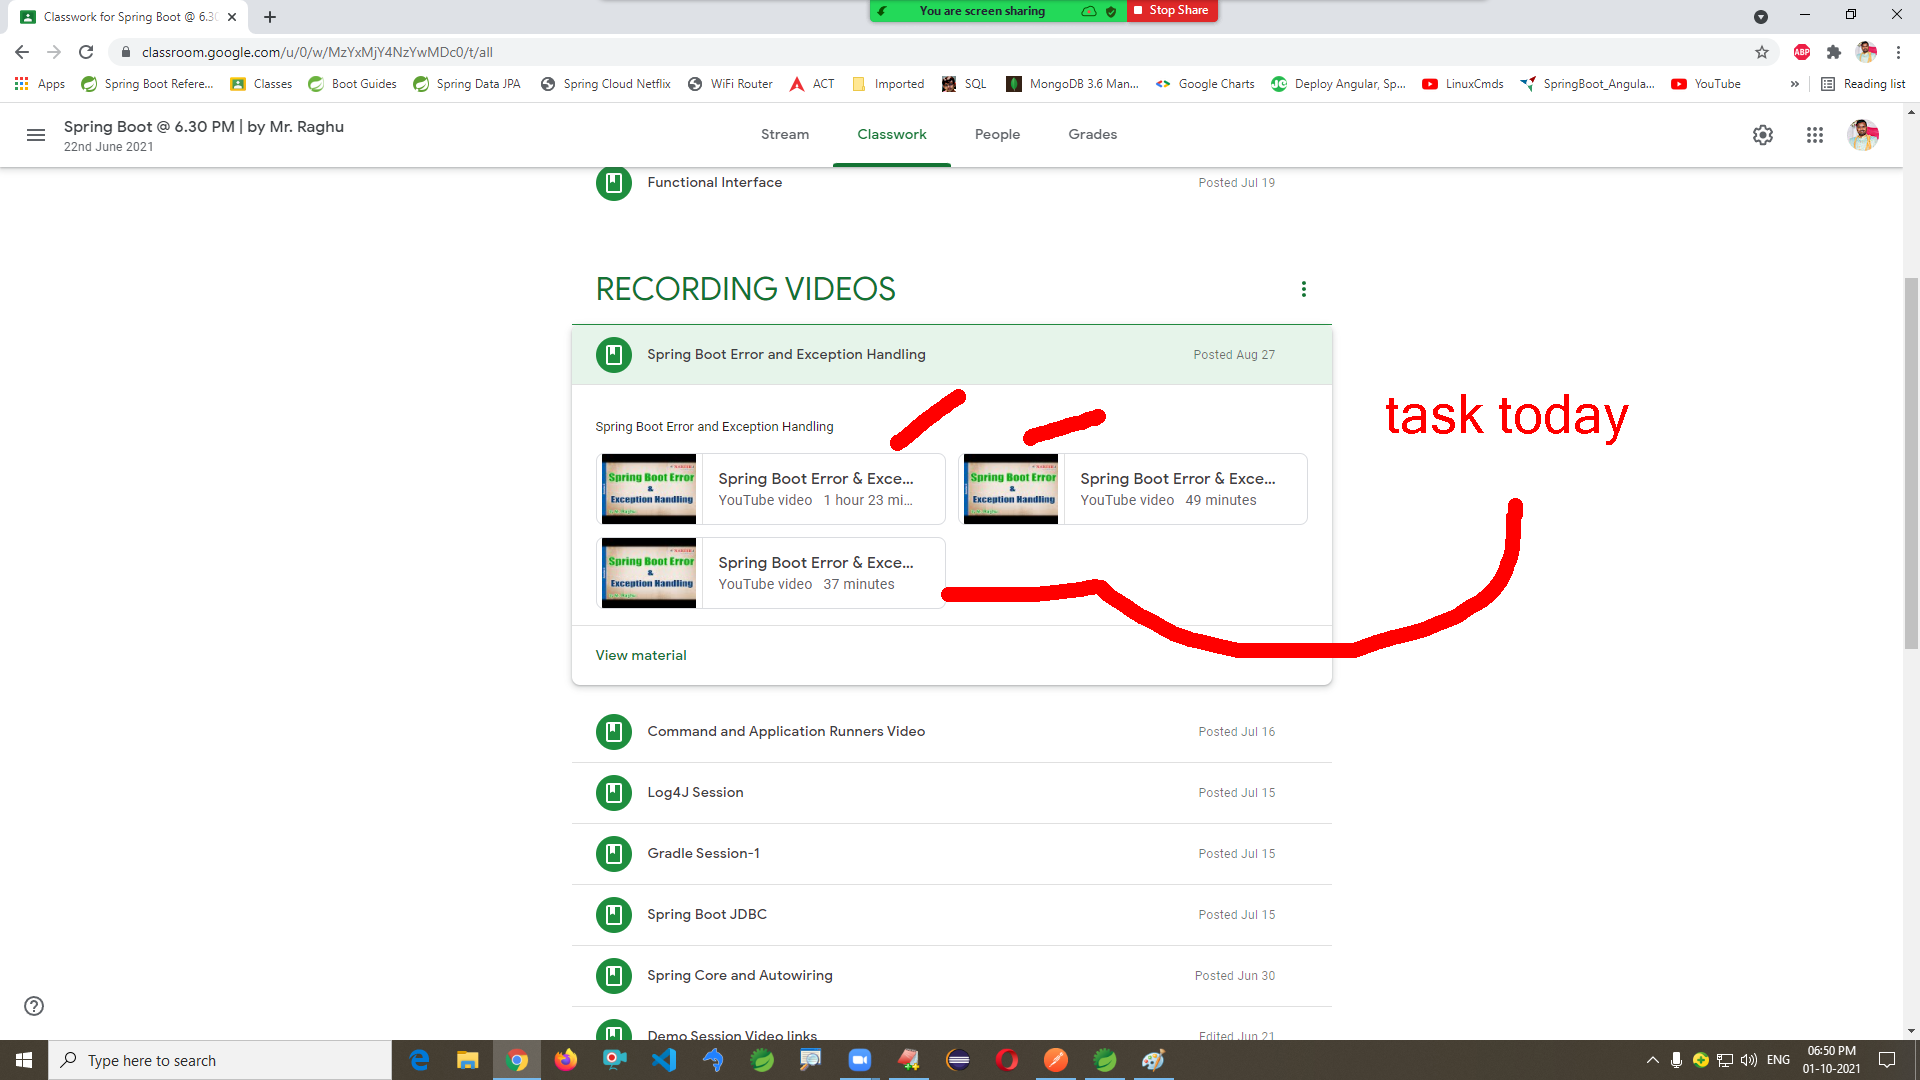 Classwork for Spring Boot @ 6.30
You are screen sharing
Stop Share
classroom.google.com/u/0/w/MzYxMjY4NzYwMDc0/t/all
ABP
Apps
Spring Boot Refere...
Classes
Boot Guides
Spring Data JPA
Spring Cloud Netflix
WiFi Router
ACT
Imported
SQL
MongoDB 3.6 Man...
Google Charts
Deploy Angular, Sp...
LinuxCmds
SpringBoot_Angula...
YouTube
»
Reading list
Spring Boot @ 6.30 PM | by Mr. Raghu
22nd June 2021
Stream
Classwork
People
Grades
Functional Interface
Posted Jul 19
RECORDING VIDEOS
Spring Boot Error and Exception Handling
Posted Aug 27
task today
Spring Boot Error and Exception Handling
Spring Boot Error
&
Exception Handling
Spring Boot Error & Exce...
YouTube video 1 hour 23 mi...
Spring Boot Error
&
Exception Handling
Spring Boot Error & Exce...
YouTube video 49 minutes
Spring Boot Error
&
Exception Handling
Spring Boot Error & Exce...
YouTube video 37 minutes
View material
Command and Application Runners Video
Posted Jul 16
Log4J Session
Posted Jul 15
Gradle Session-1
Posted Jul 15
Spring Boot JDBC
Posted Jul 15
Spring Core and Autowiring
Posted Jun 30
Demo Session Video links
Edited Jun 21
Type here to search
ENG
06:50 PM
01-10-2021